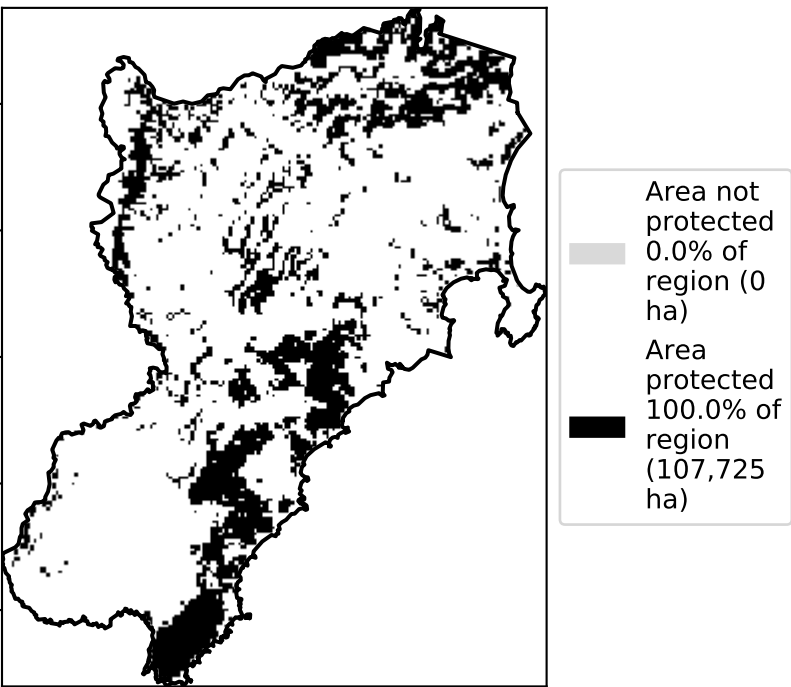 Area not
protected
0.0% of
region (0
ha)
Area
protected
100.0% of
region
(107,725
ha)